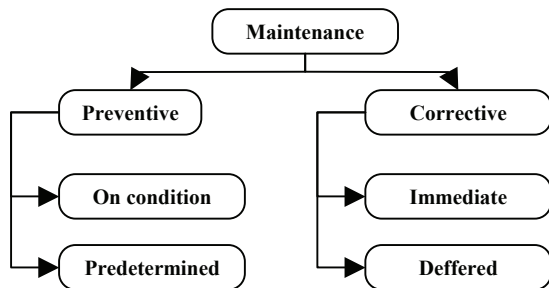 Maintenance
Preventive
Corrective
On condition
Immediate
Predetermined
Deffered